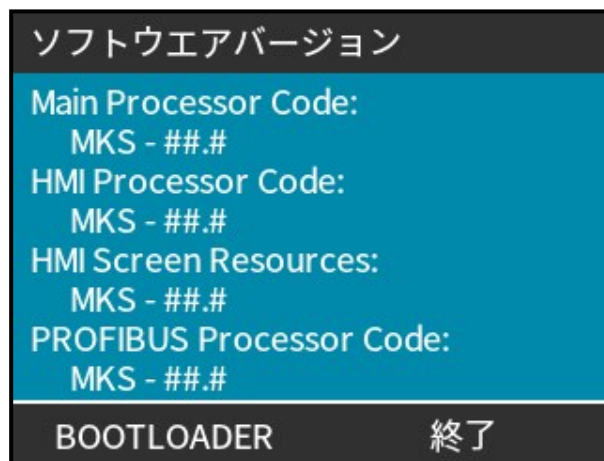 ソフトウエアバージョン
Main Processor Code:
MKS - ##.#
HMI Processor Code:
MKS - ##.#
HMI Screen Resources:
MKS - ##.#
PROFIBUS Processor Code:
MKS - ##.#
BOOTLOADER 終了